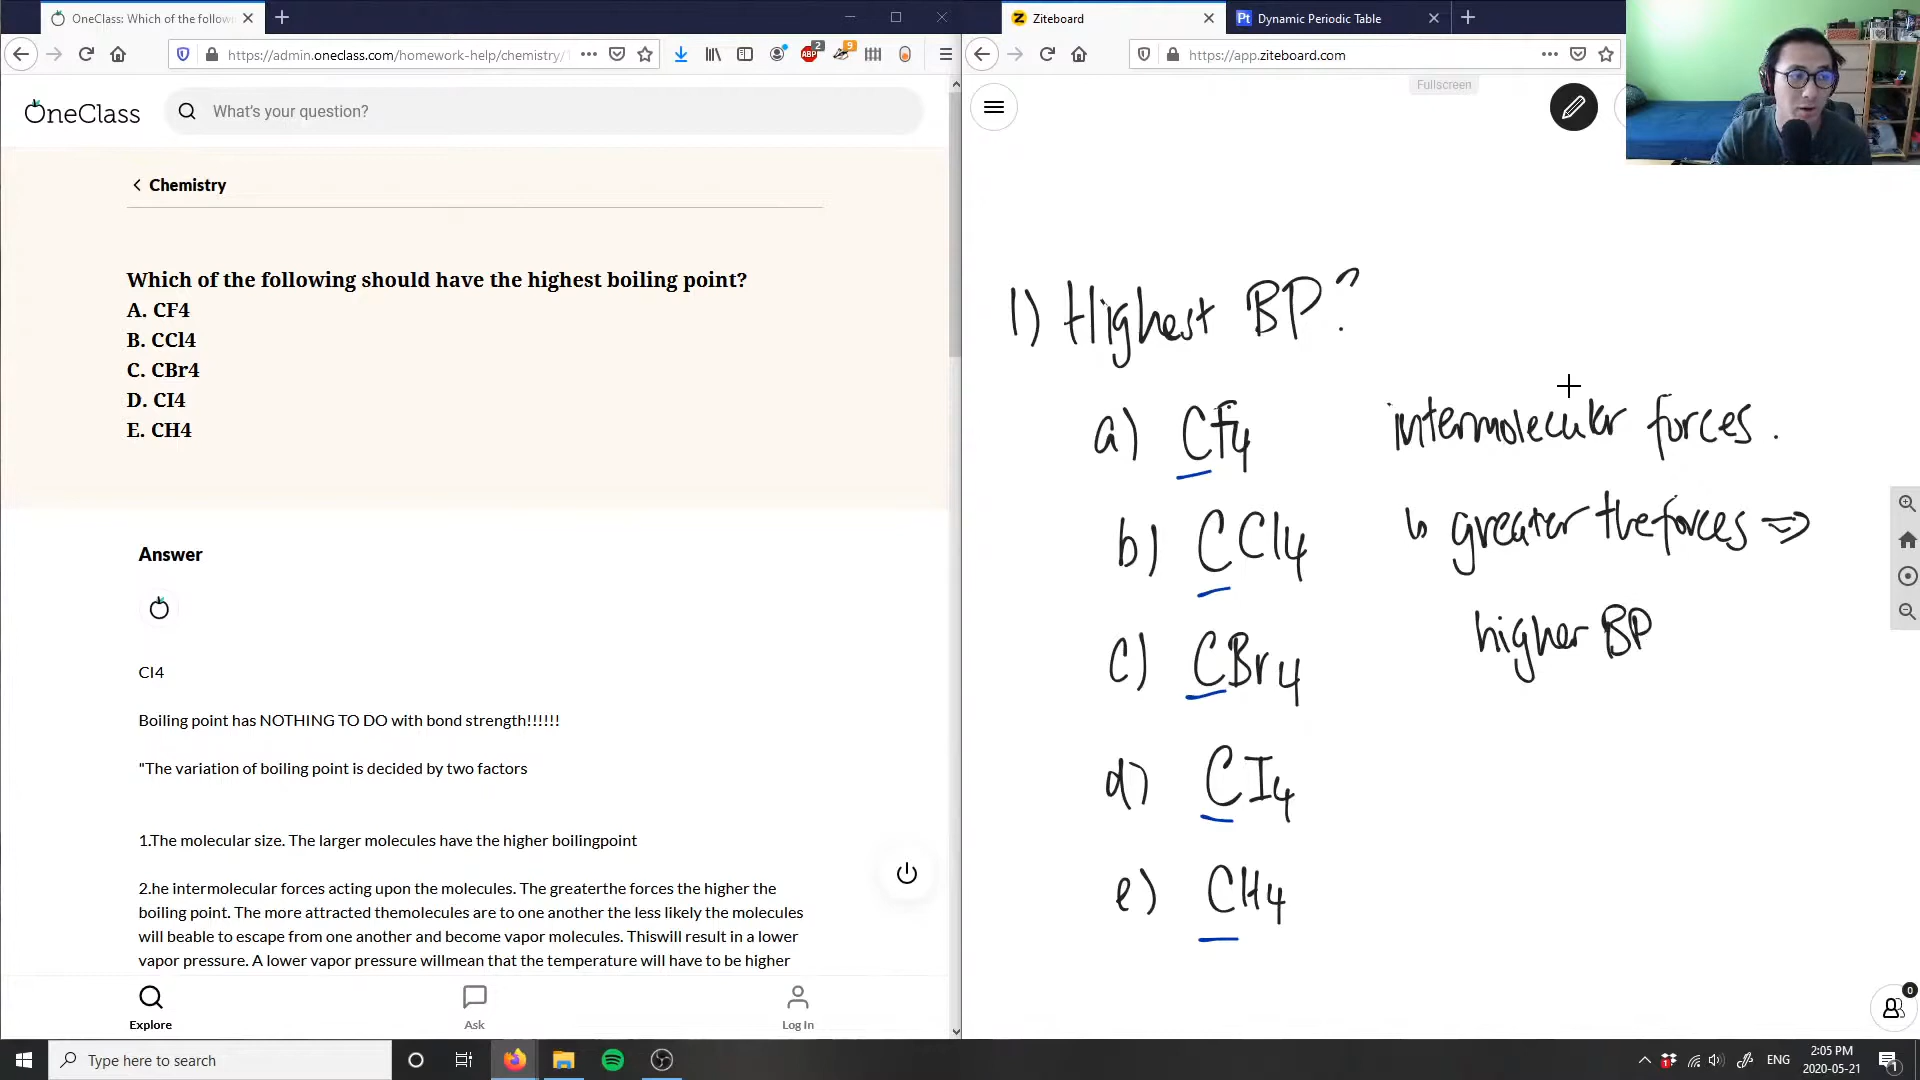 OneClass: Which of the followi
Ziteboard
Dynamic Periodic Table
https://admin.oneclass.com/homework-help/chemistry/
2
9
https://app.ziteboard.com
Fullscreen
OneClass
What's your question?
Chemistry
Which of the following should have the highest boiling point?
A. CF4
B. CCl4
C. CBr4
D. CI4
E. CH4
Answer
CI4
Boiling point has NOTHING TO DO with bond strength!!!!!!
"The variation of boiling point is decided by two factors
1.The molecular size. The larger molecules have the higher boilingpoint
2.he intermolecular forces acting upon the molecules. The greaterthe forces the higher the
boiling point. The more attracted themolecules are to one another the less likely the molecules
will beable to escape from one another and become vapor molecules. Thiswill result in a lower
vapor pressure. A lower vapor pressure willmean that the temperature will have to be higher
Explore
Ask
Log In
1) Highest BP?
a) CF4
intermolecular forces.
b) CCl4
↳ greater the forces ⇒
c) CBr4
higher BP
d) CI4
e) CH4
0
Type here to search
ENG
2:05 PM
2020-05-21
1